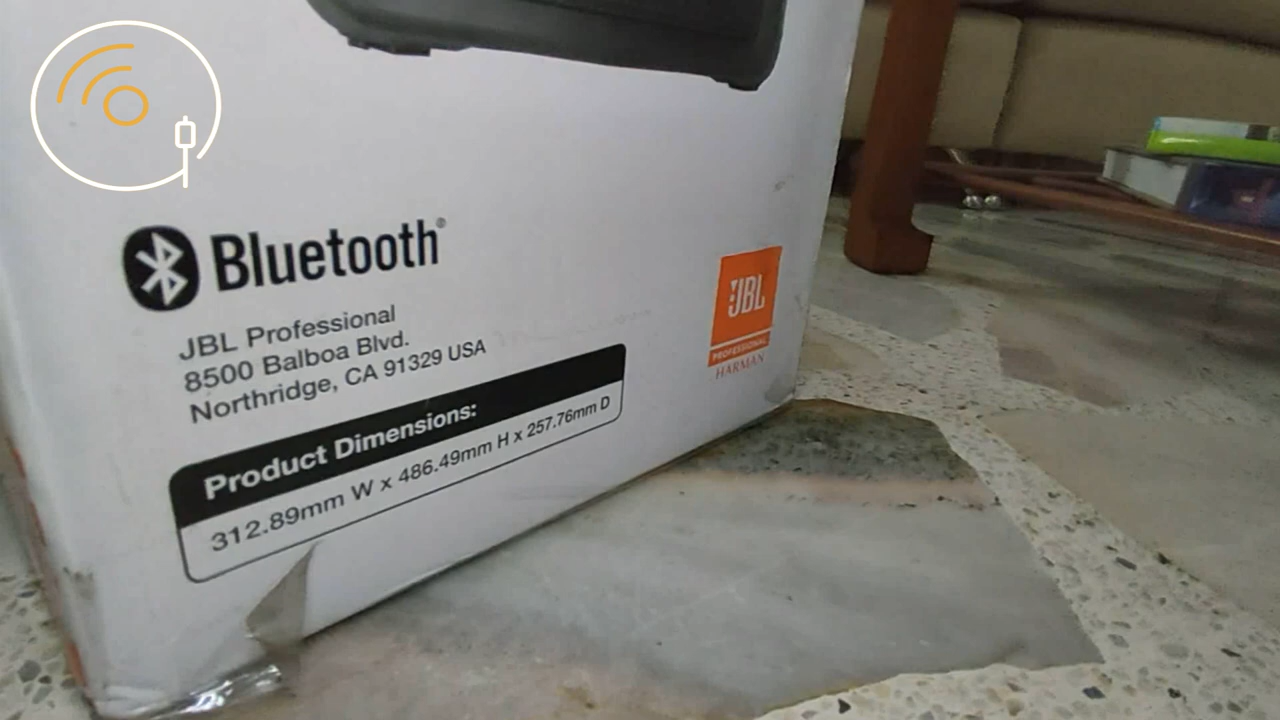 Bluetooth®
JBL Professional
8500 Balboa Blvd.
Northridge, CA 91329 USA
JBL
PROFESSIONAL
HARMAN
Product Dimensions:
312.89mm W x 486.49mm H x 257.76mm D